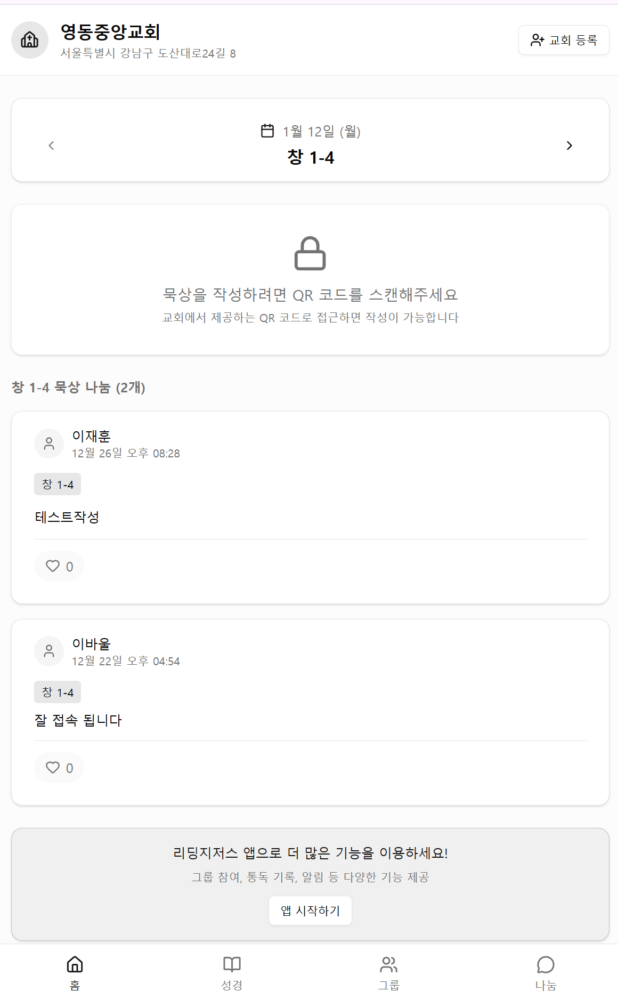 영동중앙교회
서울특별시 강남구 도산대로24길 8
교회 등록
1월 12일 (월)
창 1-4
묵상을 작성하려면 QR 코드를 스캔해주세요
교회에서 제공하는 QR 코드로 접근하면 작성이 가능합니다
창 1-4 묵상 나눔 (2개)
이재훈
12월 26일 오후 08:28
창 1-4
테스트작성
0
이바울
12월 22일 오후 04:54
창 1-4
잘 접속 됩니다
0
리딩지저스 앱으로 더 많은 기능을 이용하세요!
그룹 참여, 통독 기록, 알림 등 다양한 기능 제공
앱 시작하기
홈
성경
그룹
나눔